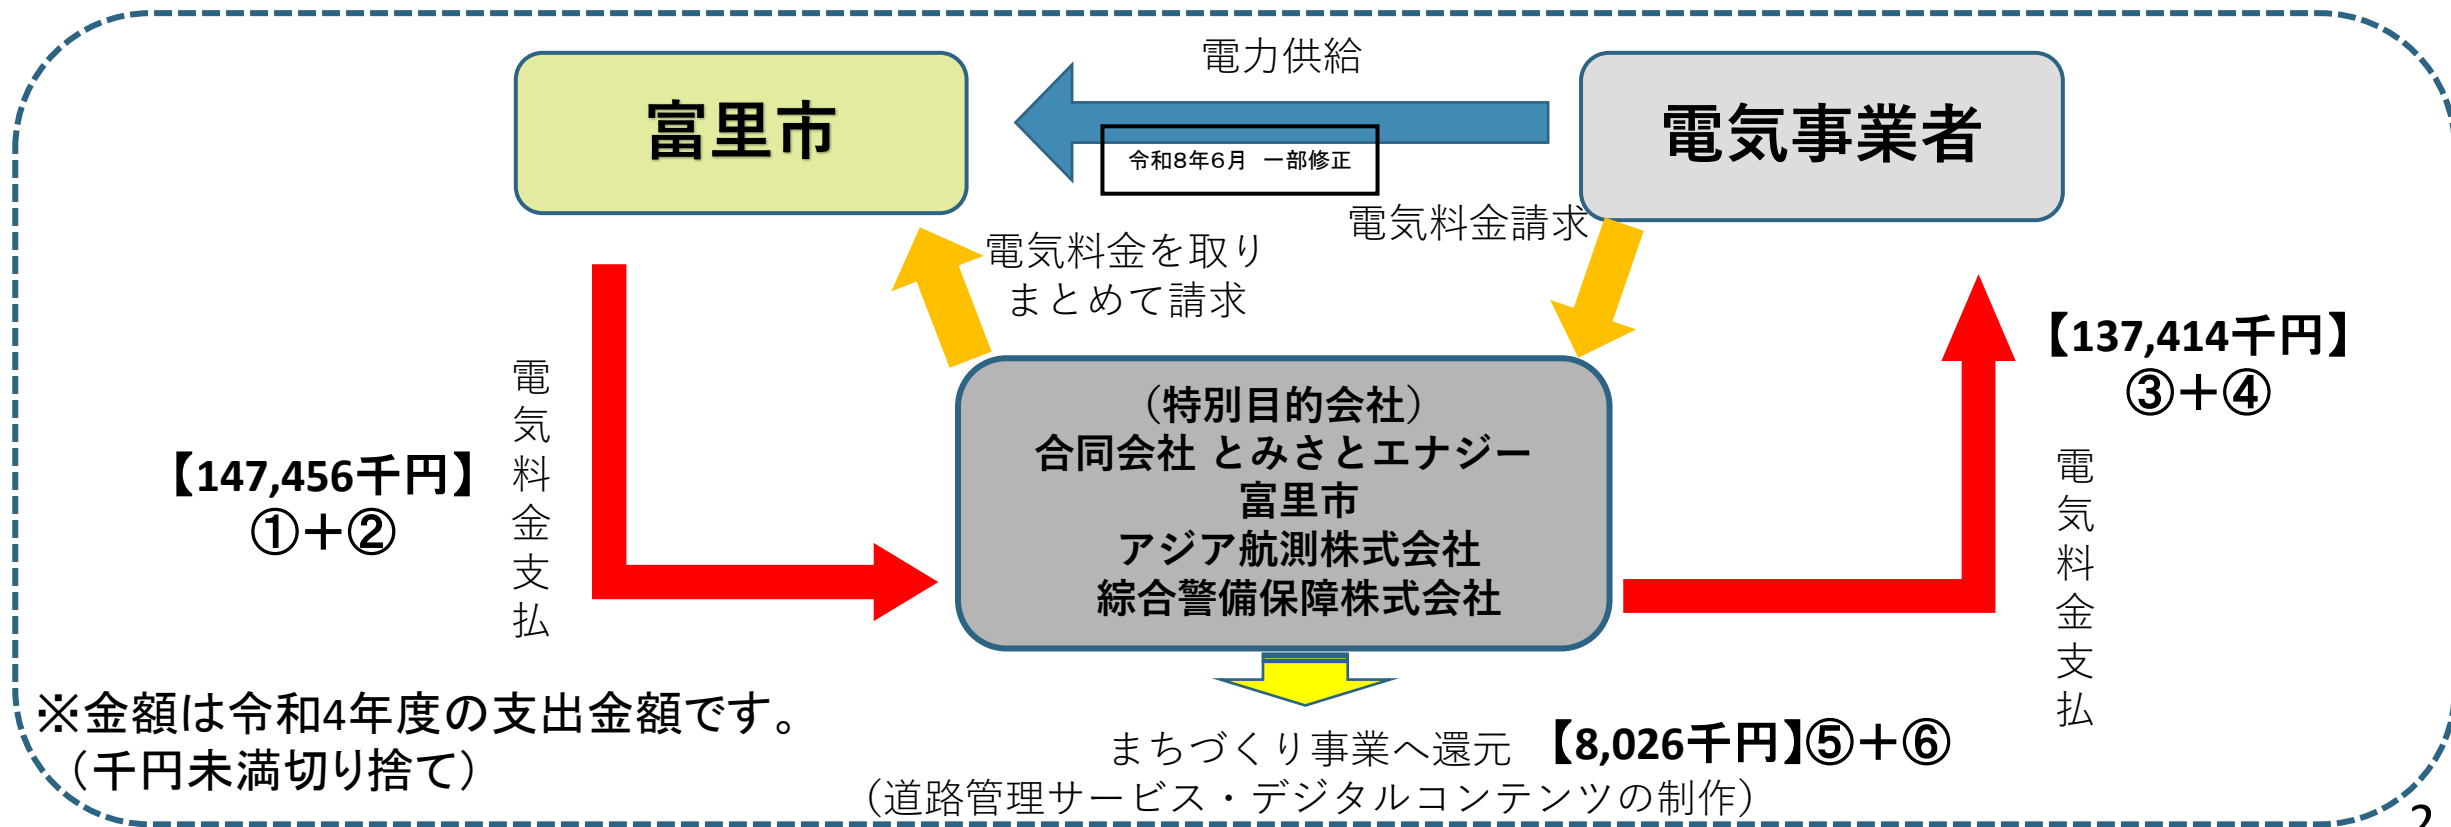 電力供給
富里市
電気事業者
令和8年6月　一部修正
電気料金請求
電気料金を取り
まとめて請求
【137,414千円】
③＋④
電気料金支払
【147,456千円】
①＋②
（特別目的会社）
合同会社 とみさとエナジー
富里市
アジア航測株式会社
綜合警備保障株式会社
電気料金支払
※金額は令和4年度の支出金額です。
（千円未満切り捨て）
まちづくり事業へ還元 【8,026千円】⑤＋⑥
（道路管理サービス・デジタルコンテンツの制作）
2